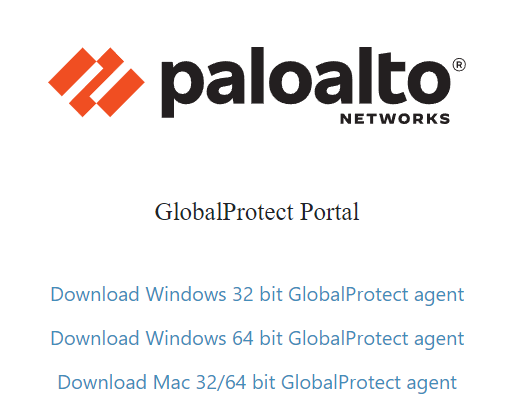 paloalto®
NETWORKS
GlobalProtect Portal
Download Windows 32 bit GlobalProtect agent
Download Windows 64 bit GlobalProtect agent
Download Mac 32/64 bit GlobalProtect agent